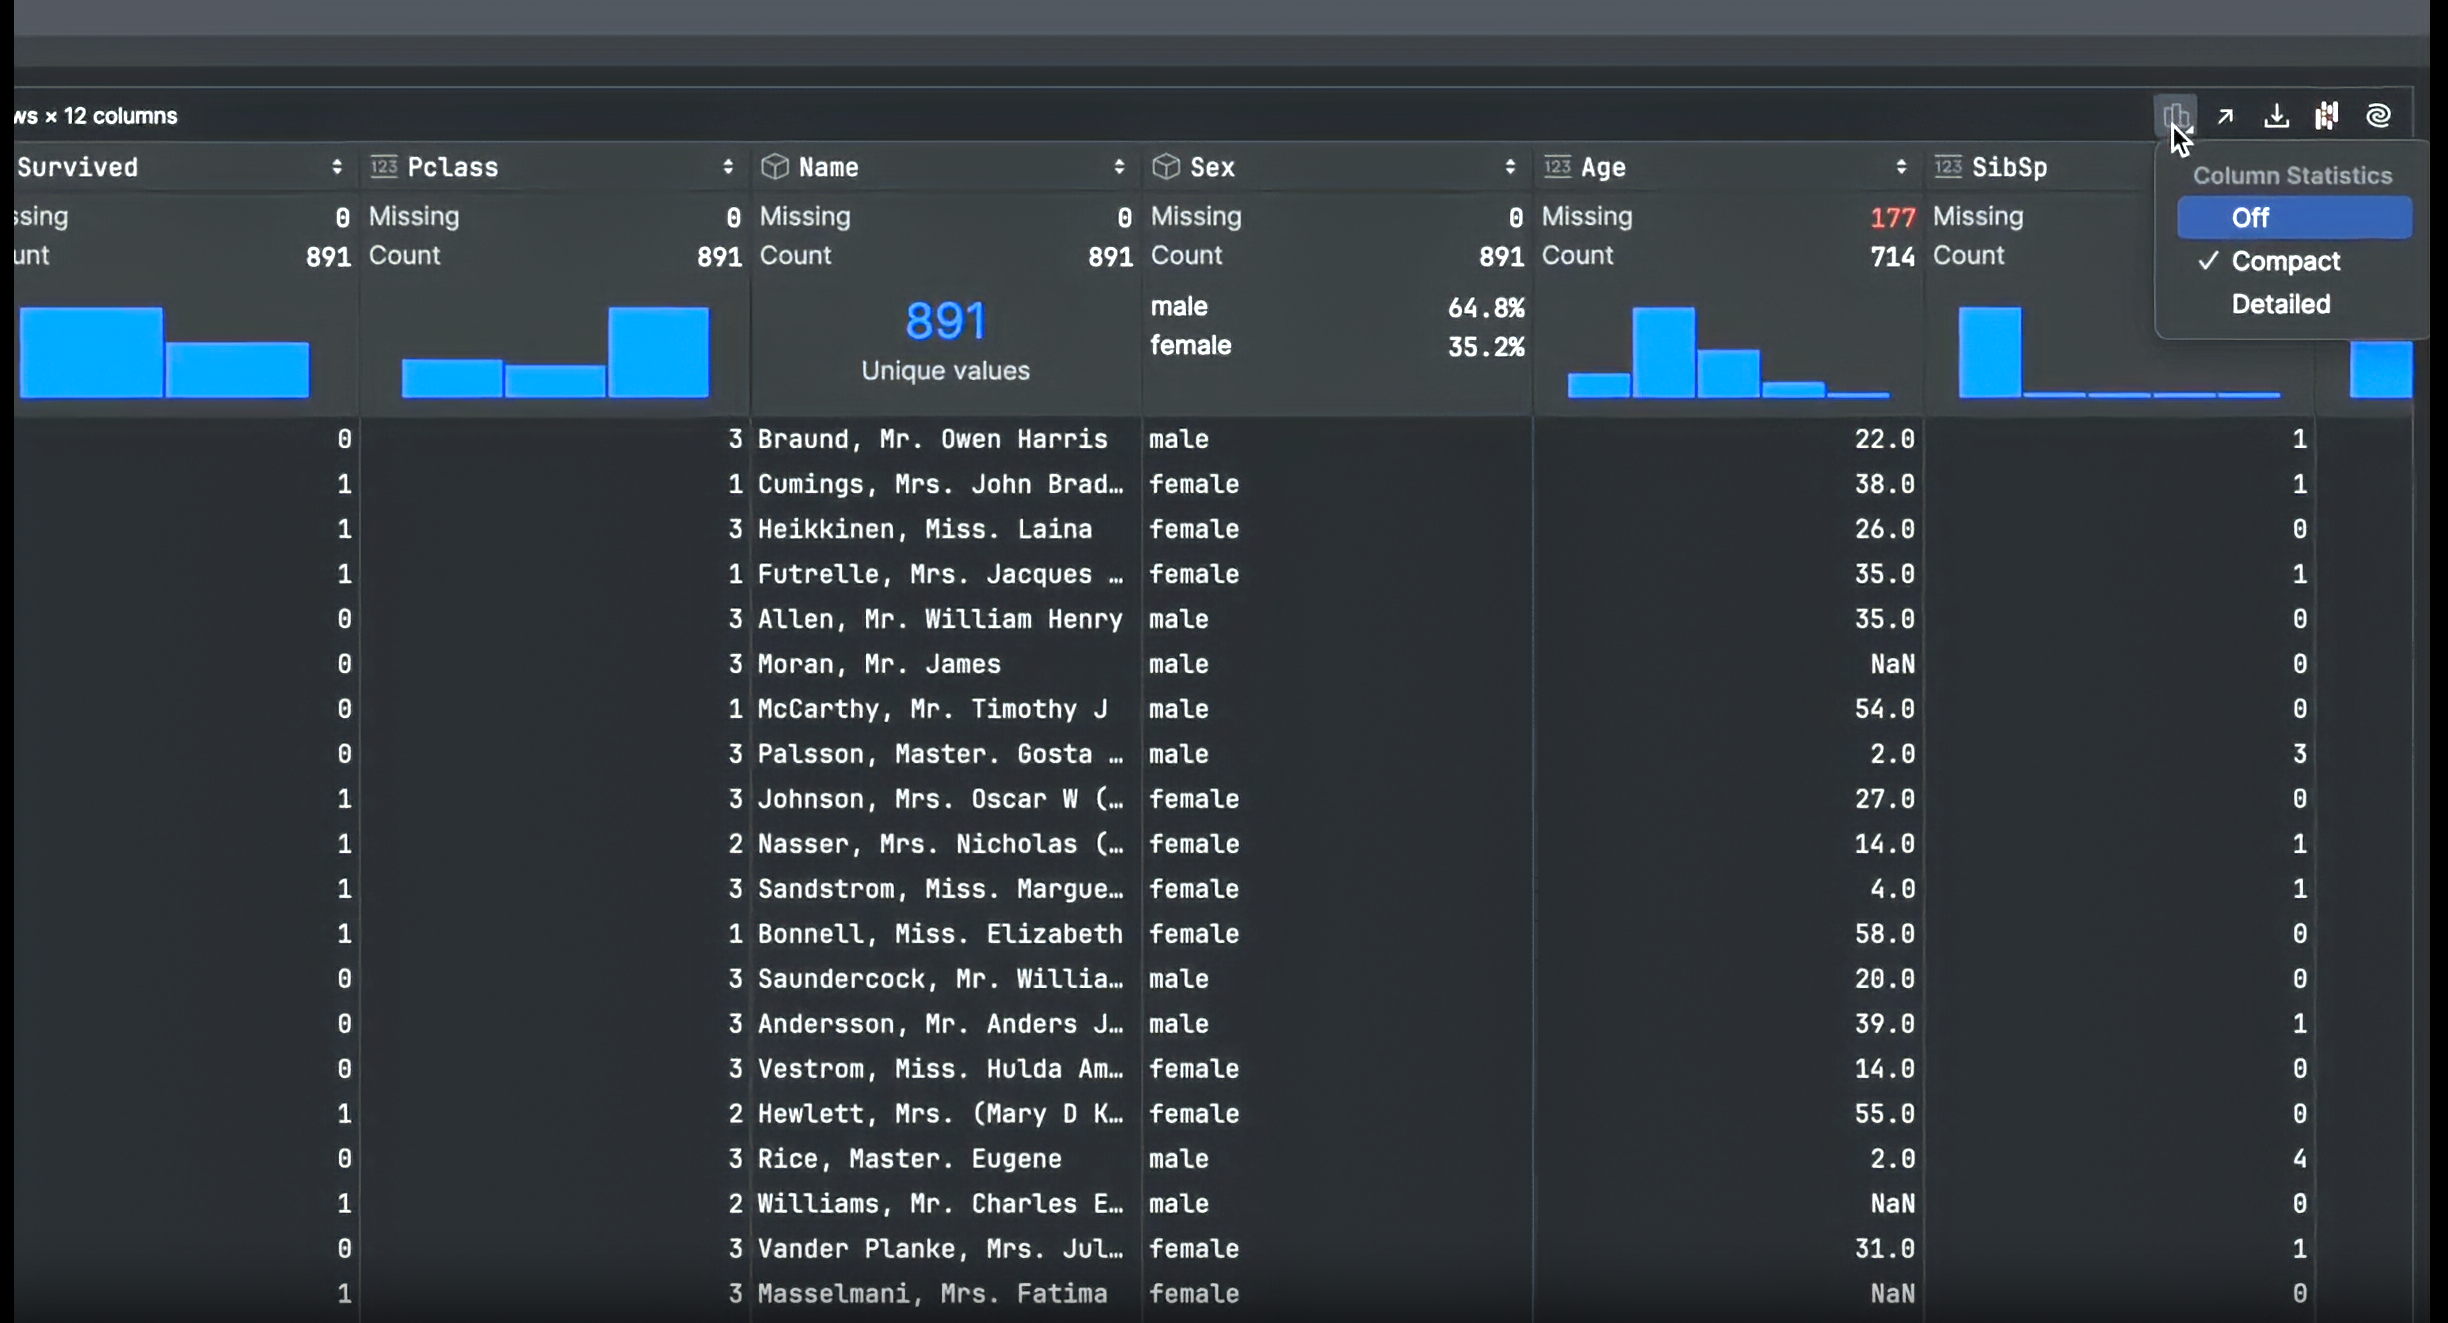 ws × 12 columns
Column Statistics
Off
✓ Compact
Detailed
Survived 123 Pclass Name Sex 123 Age 123 SibSp
ssing 0 Missing 0 Missing 0 Missing 0 Missing 177 Missing
unt 891 Count 891 Count 891 Count 891 Count 714 Count
891
Unique values
male 64.8%
female 35.2%
0 3 Braund, Mr. Owen Harris male 22.0 1
1 1 Cumings, Mrs. John Brad… female 38.0 1
1 3 Heikkinen, Miss. Laina female 26.0 0
1 1 Futrelle, Mrs. Jacques … female 35.0 1
0 3 Allen, Mr. William Henry male 35.0 0
0 3 Moran, Mr. James male NaN 0
0 1 McCarthy, Mr. Timothy J male 54.0 0
0 3 Palsson, Master. Gosta … male 2.0 3
1 3 Johnson, Mrs. Oscar W (… female 27.0 0
1 2 Nasser, Mrs. Nicholas (… female 14.0 1
1 3 Sandstrom, Miss. Margue… female 4.0 1
1 1 Bonnell, Miss. Elizabeth female 58.0 0
0 3 Saundercock, Mr. Willia… male 20.0 0
0 3 Andersson, Mr. Anders J… male 39.0 1
0 3 Vestrom, Miss. Hulda Am… female 14.0 0
1 2 Hewlett, Mrs. (Mary D K… female 55.0 0
0 3 Rice, Master. Eugene male 2.0 4
1 2 Williams, Mr. Charles E… male NaN 0
0 3 Vander Planke, Mrs. Jul… female 31.0 1
1 3 Masselmani, Mrs. Fatima female NaN 0